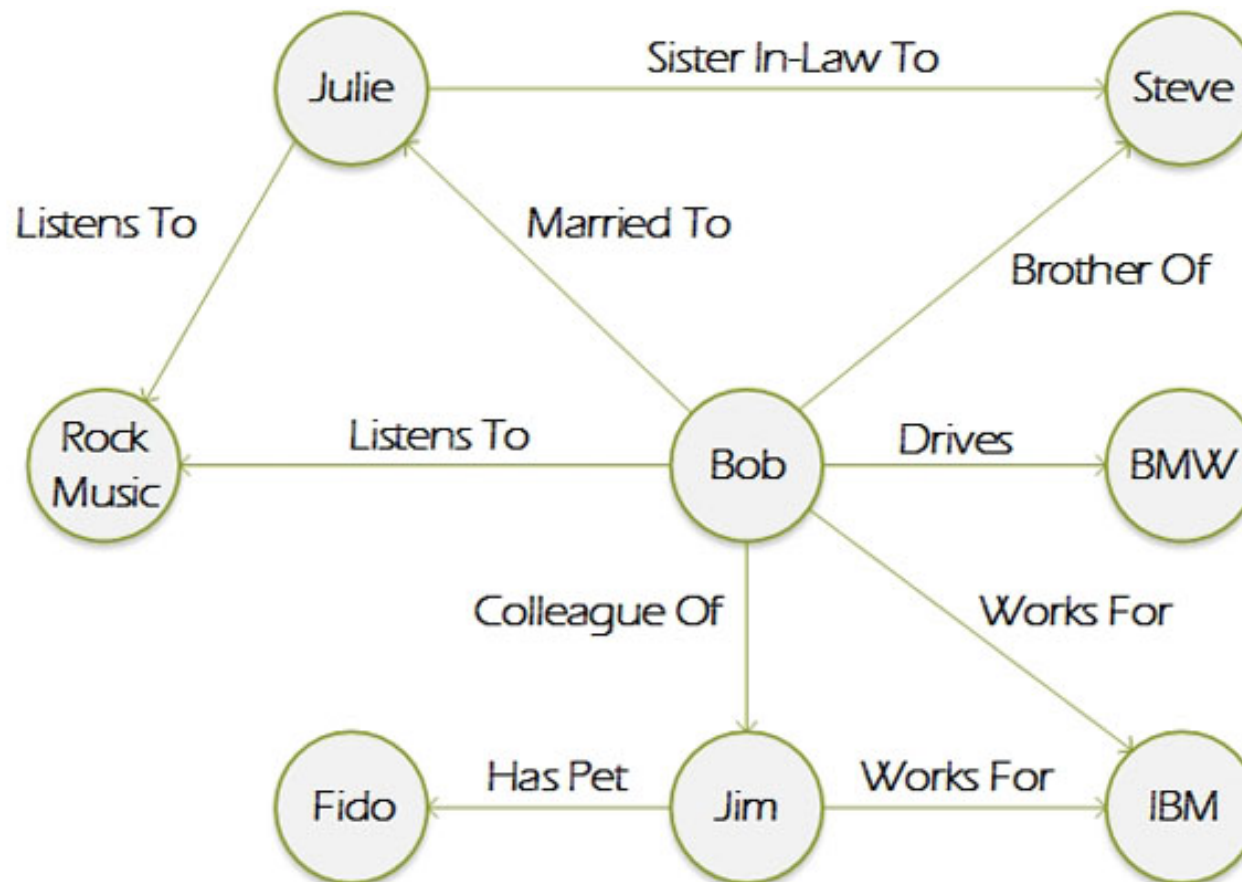 Julie
Sister In-Law To
Steve
Listens To
Married To
Brother Of
Rock
Music
Listens To
Bob
Drives
BMW
Colleague Of
Works For
Fido
Has Pet
Jim
Works For
IBM